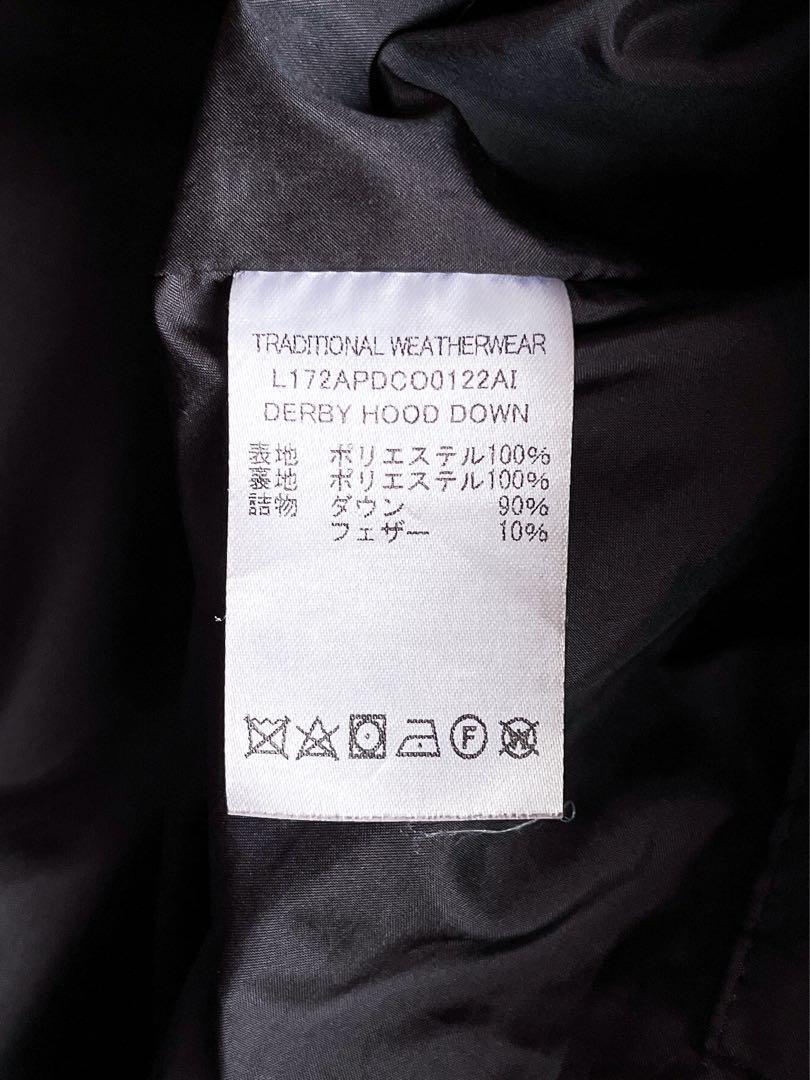 TRADITIONAL WEATHERWEAR
L172APDCO0122AI
DERBY HOOD DOWN
表地 ポリエステル100%
裏地 ポリエステル100%
詰物 ダウン 90%
フェザー 10%
F
W